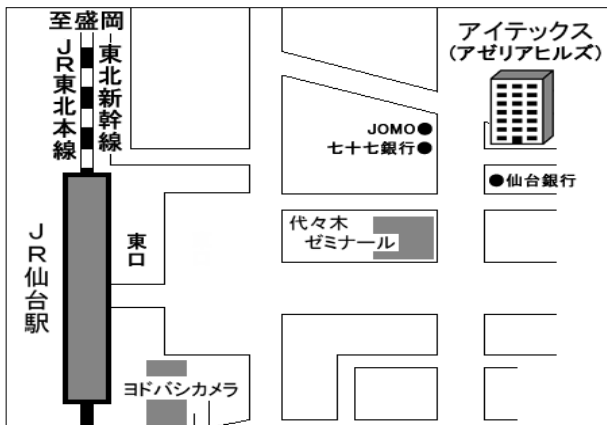 至盛岡
JR東北本線
東北新幹線
アイテックス
(アゼリアヒルズ)
JOMO●
七十七銀行●
●仙台銀行
代々木
ゼミナール
東口
JR仙台駅
ヨドバシカメラ